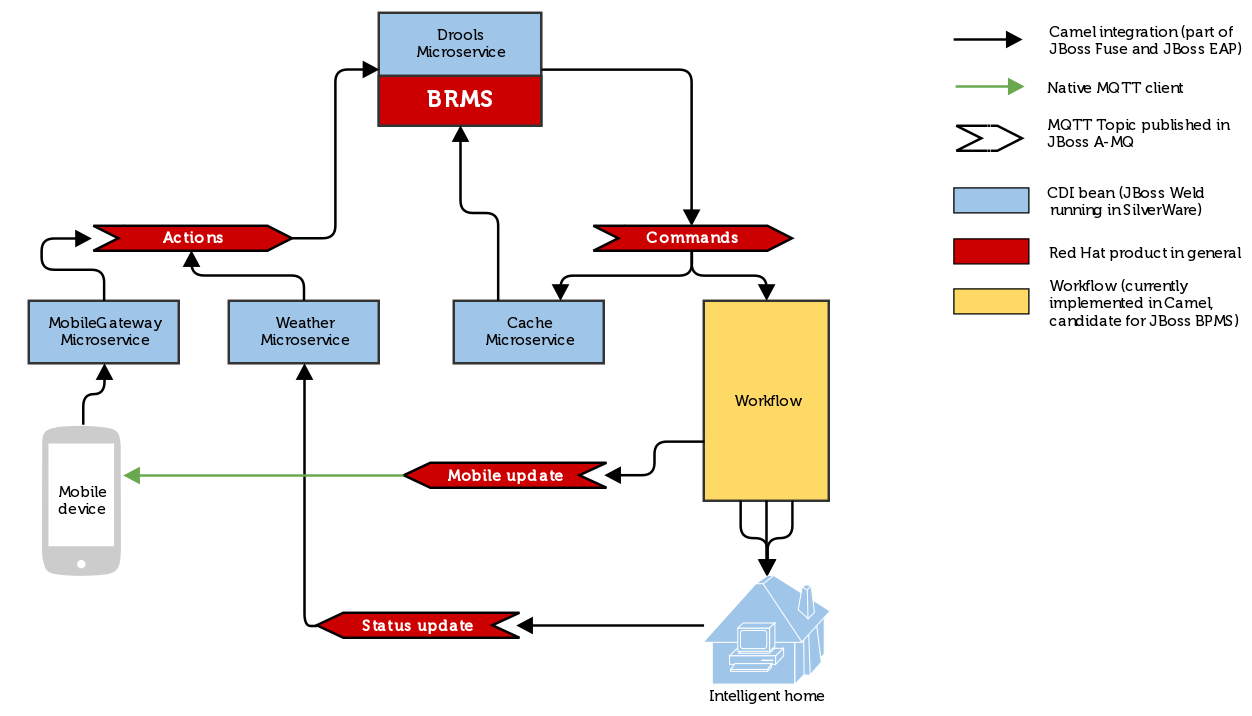 Drools
Microservice
BRMS
Actions
Commands
MobileGateway
Microservice
Weather
Microservice
Cache
Microservice
Workflow
Mobile
device
Mobile update
Status update
Intelligent home
Camel integration (part of
JBoss Fuse and JBoss EAP)
Native MQTT client
MQTT Topic published in
JBoss A-MQ
CDI bean (JBoss Weld
running in SilverWare)
Red Hat product in general
Workflow (currently
implemented in Camel,
candidate for JBoss BPMS)